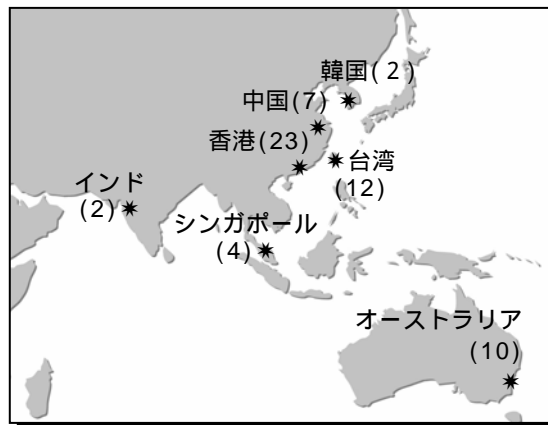 韓国(2)
中国(7)
香港(23)
台湾
(12)
インド
(2)
シンガポール
(4)
オーストラリア
(10)